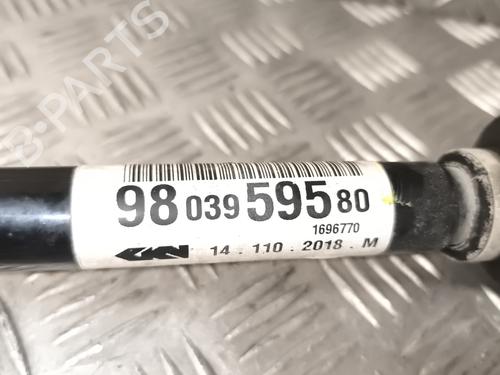 B-PARTS
98 039 595 80
1696770
GKN 14 . 110 . 2018 . M